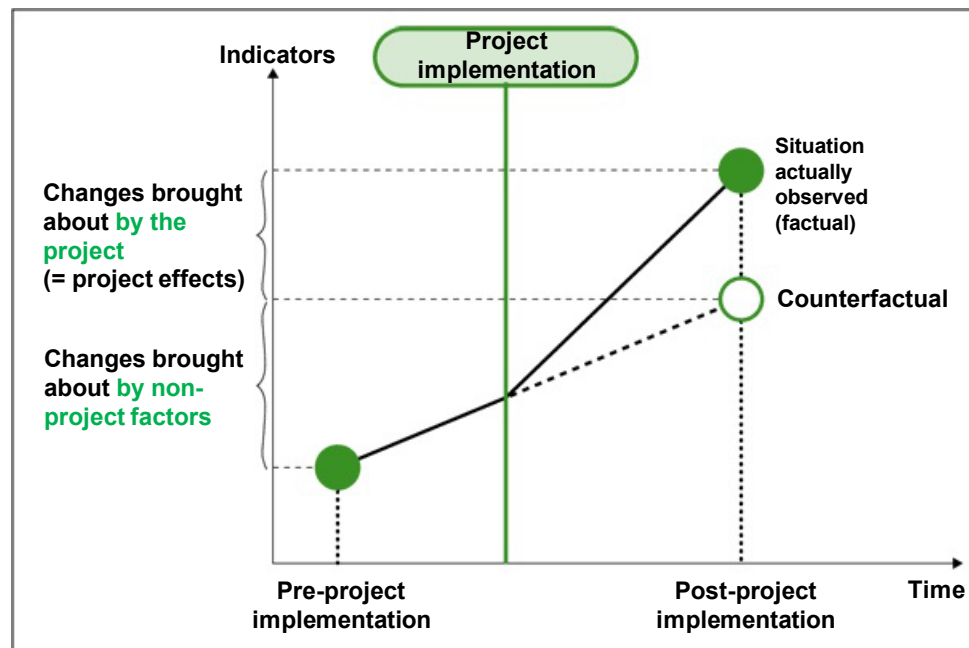 Indicators
Project
implementation
Situation
actually
observed
(factual)
Changes brought
about by the
project
(= project effects)
Counterfactual
Changes brought
about by non-
project factors
Pre-project
implementation
Post-project
implementation
Time